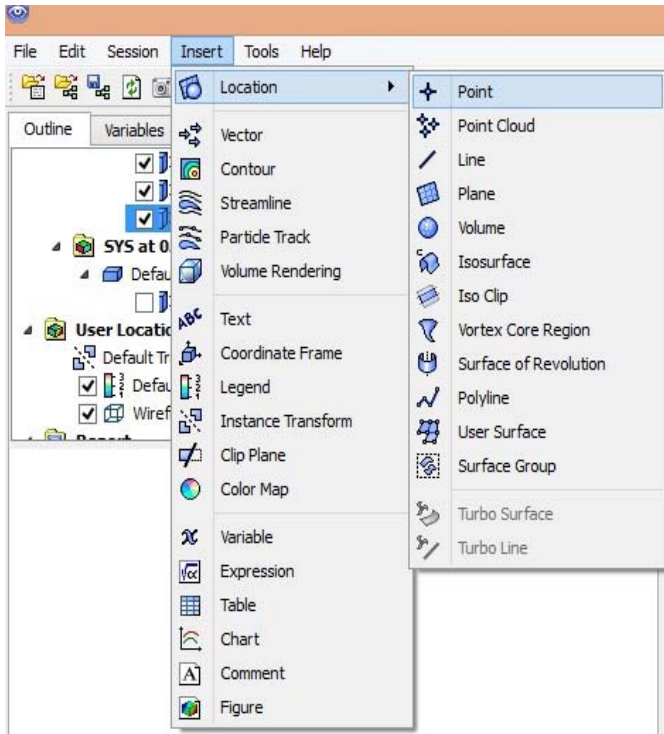 File Edit Session Insert Tools Help
Outline Variables
SYS at 0.
Defau
User Locatio
Default Tr
Defau
Wiref
Location
Vector
Contour
Streamline
Particle Track
Volume Rendering
ABC Text
Coordinate Frame
Legend
Instance Transform
Clip Plane
Color Map
Variable
Expression
Table
Chart
Comment
Figure
Point
Point Cloud
Line
Plane
Volume
Isosurface
Iso Clip
Vortex Core Region
Surface of Revolution
Polyline
User Surface
Surface Group
Turbo Surface
Turbo Line